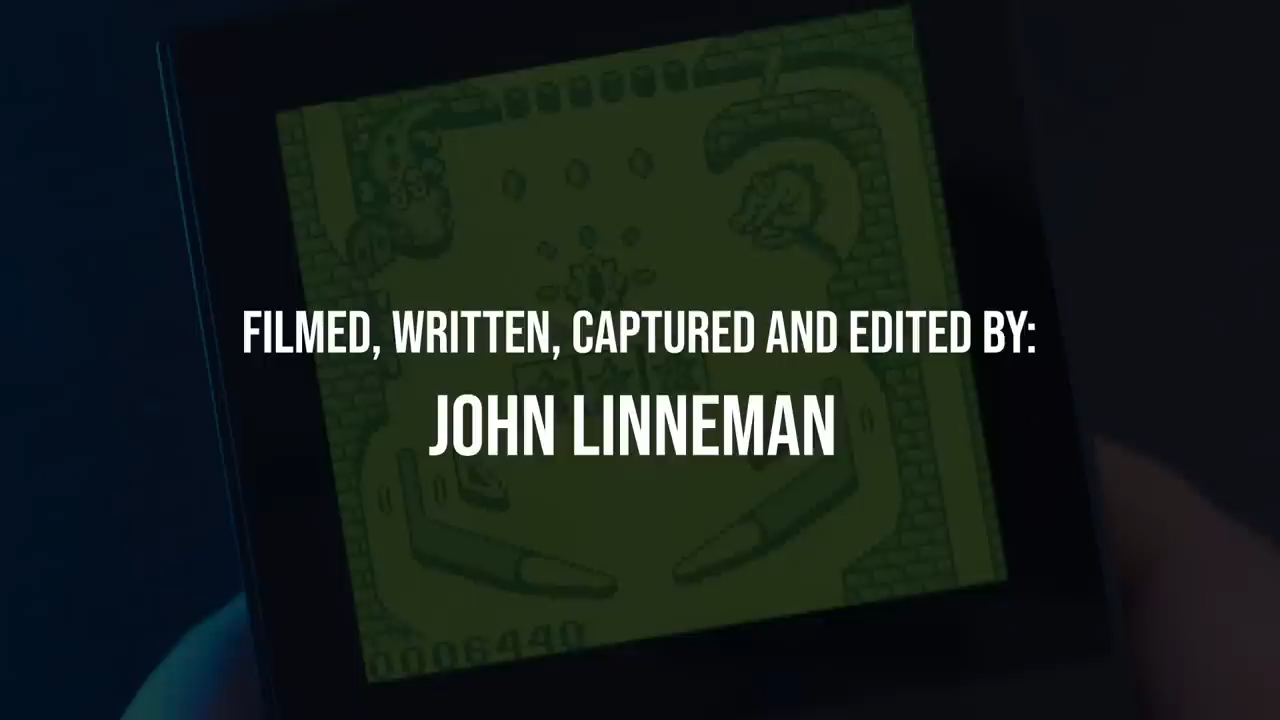 FILMED, WRITTEN, CAPTURED AND EDITED BY:
JOHN LINNEMAN
0006440